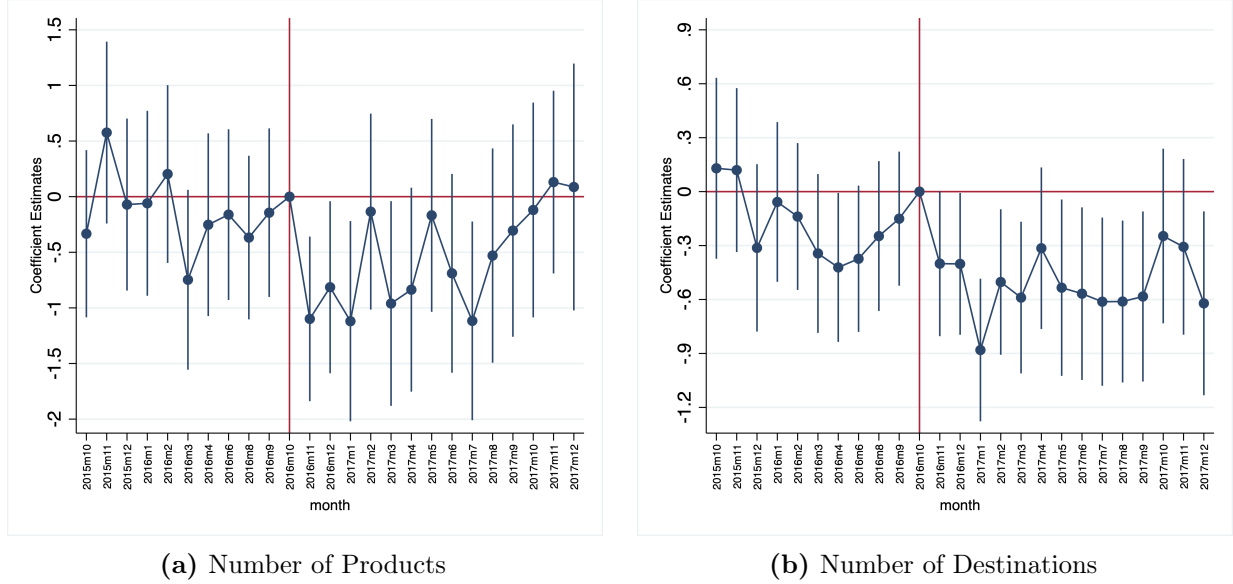 Coefficient Estimates
1.5
1
.5
0
-.5
-1
-1.5
-2
2015m10
2015m11
2015m12
2016m1
2016m2
2016m3
2016m4
2016m6
2016m8
2016m9
2016m10
2016m11
2016m12
2017m1
2017m2
2017m3
2017m4
2017m5
2017m6
2017m7
2017m8
2017m9
2017m10
2017m11
2017m12
month
(a) Number of Products
Coefficient Estimates
.9
.6
.3
0
-.3
-.6
-.9
-1.2
2015m10
2015m11
2015m12
2016m1
2016m2
2016m3
2016m4
2016m6
2016m8
2016m9
2016m10
2016m11
2016m12
2017m1
2017m2
2017m3
2017m4
2017m5
2017m6
2017m7
2017m8
2017m9
2017m10
2017m11
2017m12
month
(b) Number of Destinations